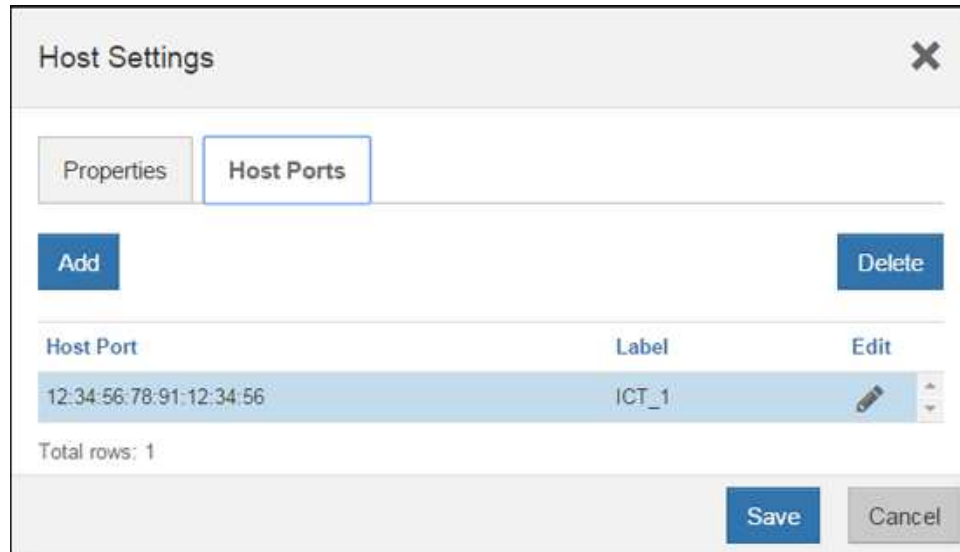 Host Settings
Properties Host Ports
Add Delete
Host Port Label Edit
12:34:56:78:91:12:34:56 ICT_1
Total rows: 1
Save Cancel